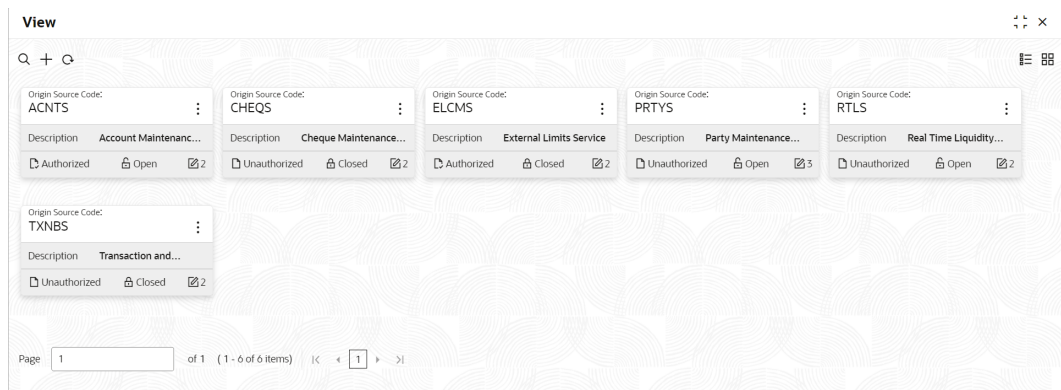 View
Origin Source Code:
ACNTS
Description Account Maintenanc...
Authorized Open 2
Origin Source Code:
CHEQS
Description Cheque Maintenance...
Unauthorized Closed 2
Origin Source Code:
ELCMS
Description External Limits Service
Authorized Closed 2
Origin Source Code:
PRTYS
Description Party Maintenance...
Unauthorized Open 3
Origin Source Code:
RTLS
Description Real Time Liquidity...
Unauthorized Open 2
Origin Source Code:
TXNBS
Description Transaction and...
Unauthorized Closed 2
Page 1 of 1 ( 1 - 6 of 6 items) 1